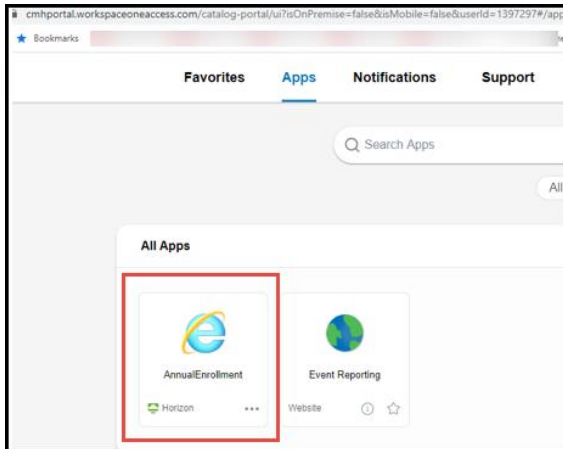 cmhportal.workspaceoneaccess.com/catalog-portal/ui?isOnPremise=false&isMobile=false&userId=1397297#/app
Bookmarks
Favorites Apps Notifications Support
Search Apps
All
All Apps
AnnualEnrollment Event Reporting
Horizon ... Website